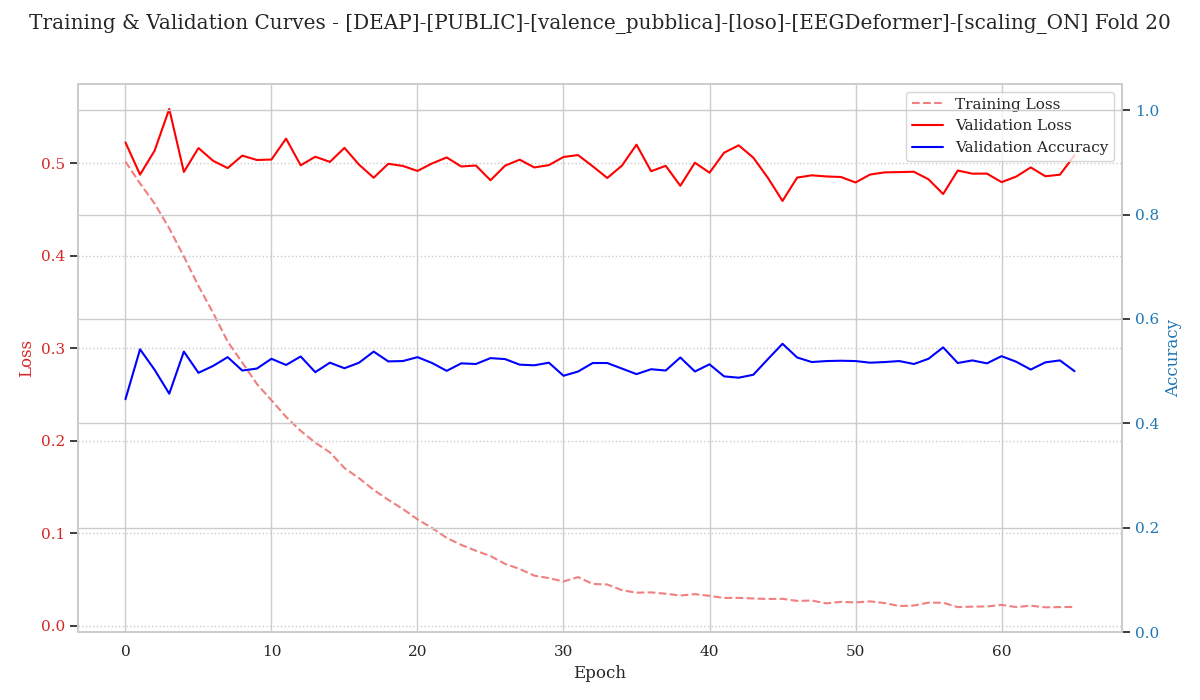 Training & Validation Curves - [DEAP]-[PUBLIC]-[valence_pubblica]-[loso]-[EEGDeformer]-[scaling_ON] Fold 20
Training Loss
Validation Loss
Validation Accuracy
0.5
0.4
0.3
0.2
0.1
0.0
Loss
1.0
0.8
0.6
0.4
0.2
0.0
Accuracy
0 10 20 30 40 50 60
Epoch